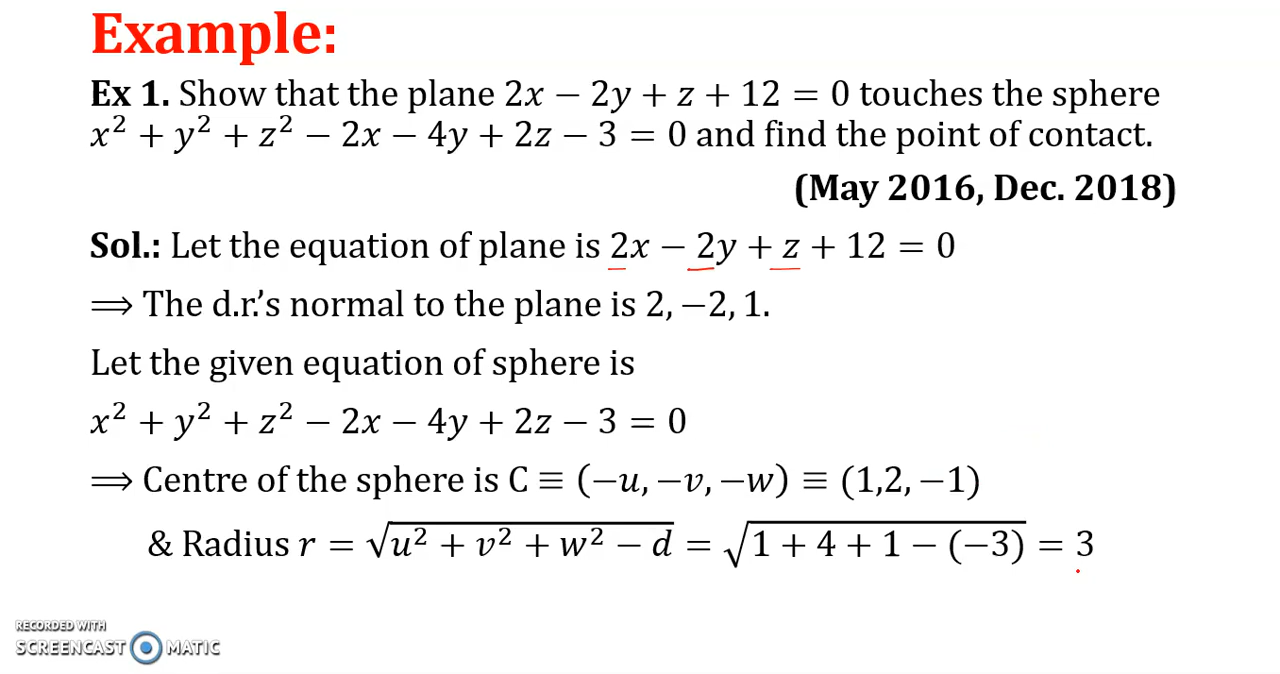 Example:
Ex 1. Show that the plane 2x − 2y + z + 12 = 0 touches the sphere
x² + y² + z² − 2x − 4y + 2z − 3 = 0 and find the point of contact.
(May 2016, Dec. 2018)
Sol.: Let the equation of plane is 2x − 2y + z + 12 = 0
⟹ The d.r.'s normal to the plane is 2, −2, 1.
Let the given equation of sphere is
x² + y² + z² − 2x − 4y + 2z − 3 = 0
⟹ Centre of the sphere is C ≡ (−u, −v, −w) ≡ (1,2, −1)
& Radius r = √(u² + v² + w² − d) = √(1 + 4 + 1 − (−3)) = 3
RECORDED WITH
SCREENCAST MATIC